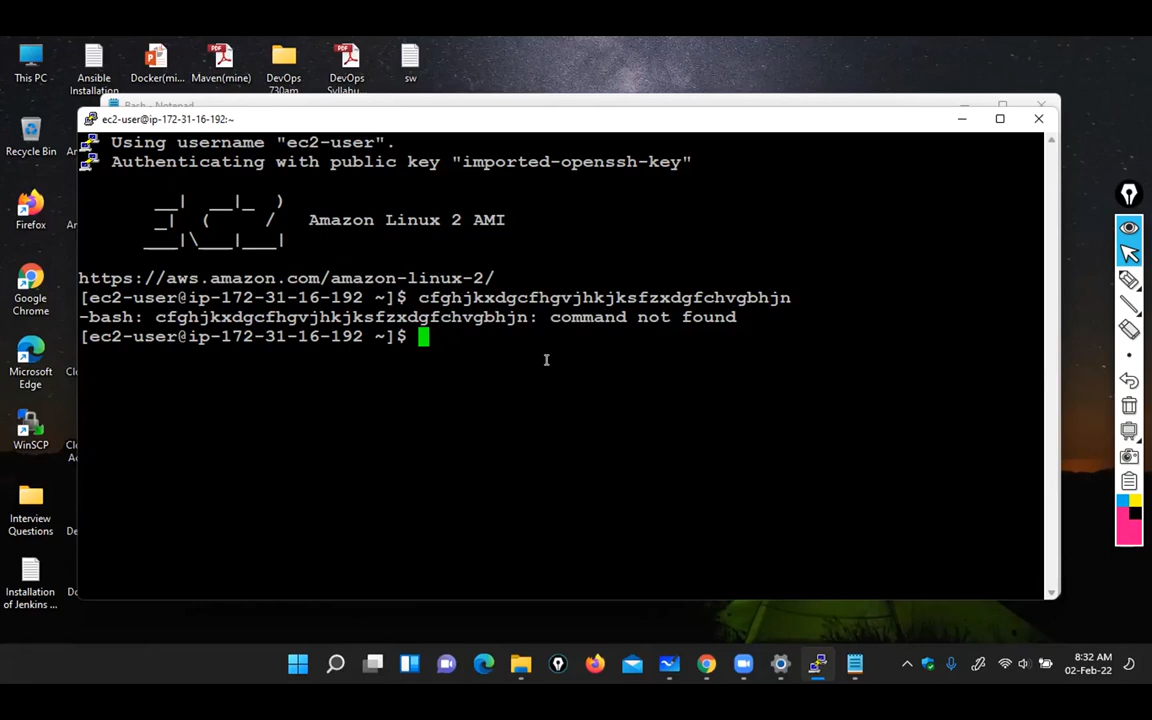 This PC
Ansible
Installation
Docker(mi...
Maven(mine)
DevOps
730am
DevOps
Syllabu...
sw
Bash - Notepad
ec2-user@ip-172-31-16-192:~
Using username "ec2-user".
Authenticating with public key "imported-openssh-key"
Amazon Linux 2 AMI
https://aws.amazon.com/amazon-linux-2/
[ec2-user@ip-172-31-16-192 ~]$ cfghjkxdgcfhgvjhkjksfzxdgfchvgbhjn
-bash: cfghjkxdgcfhgvjhkjksfzxdgfchvgbhjn: command not found
[ec2-user@ip-172-31-16-192 ~]$
Recycle Bin
Firefox
Google
Chrome
Microsoft
Edge
WinSCP
Interview
Questions
Installation
of Jenkins ...
8:32 AM
02-Feb-22